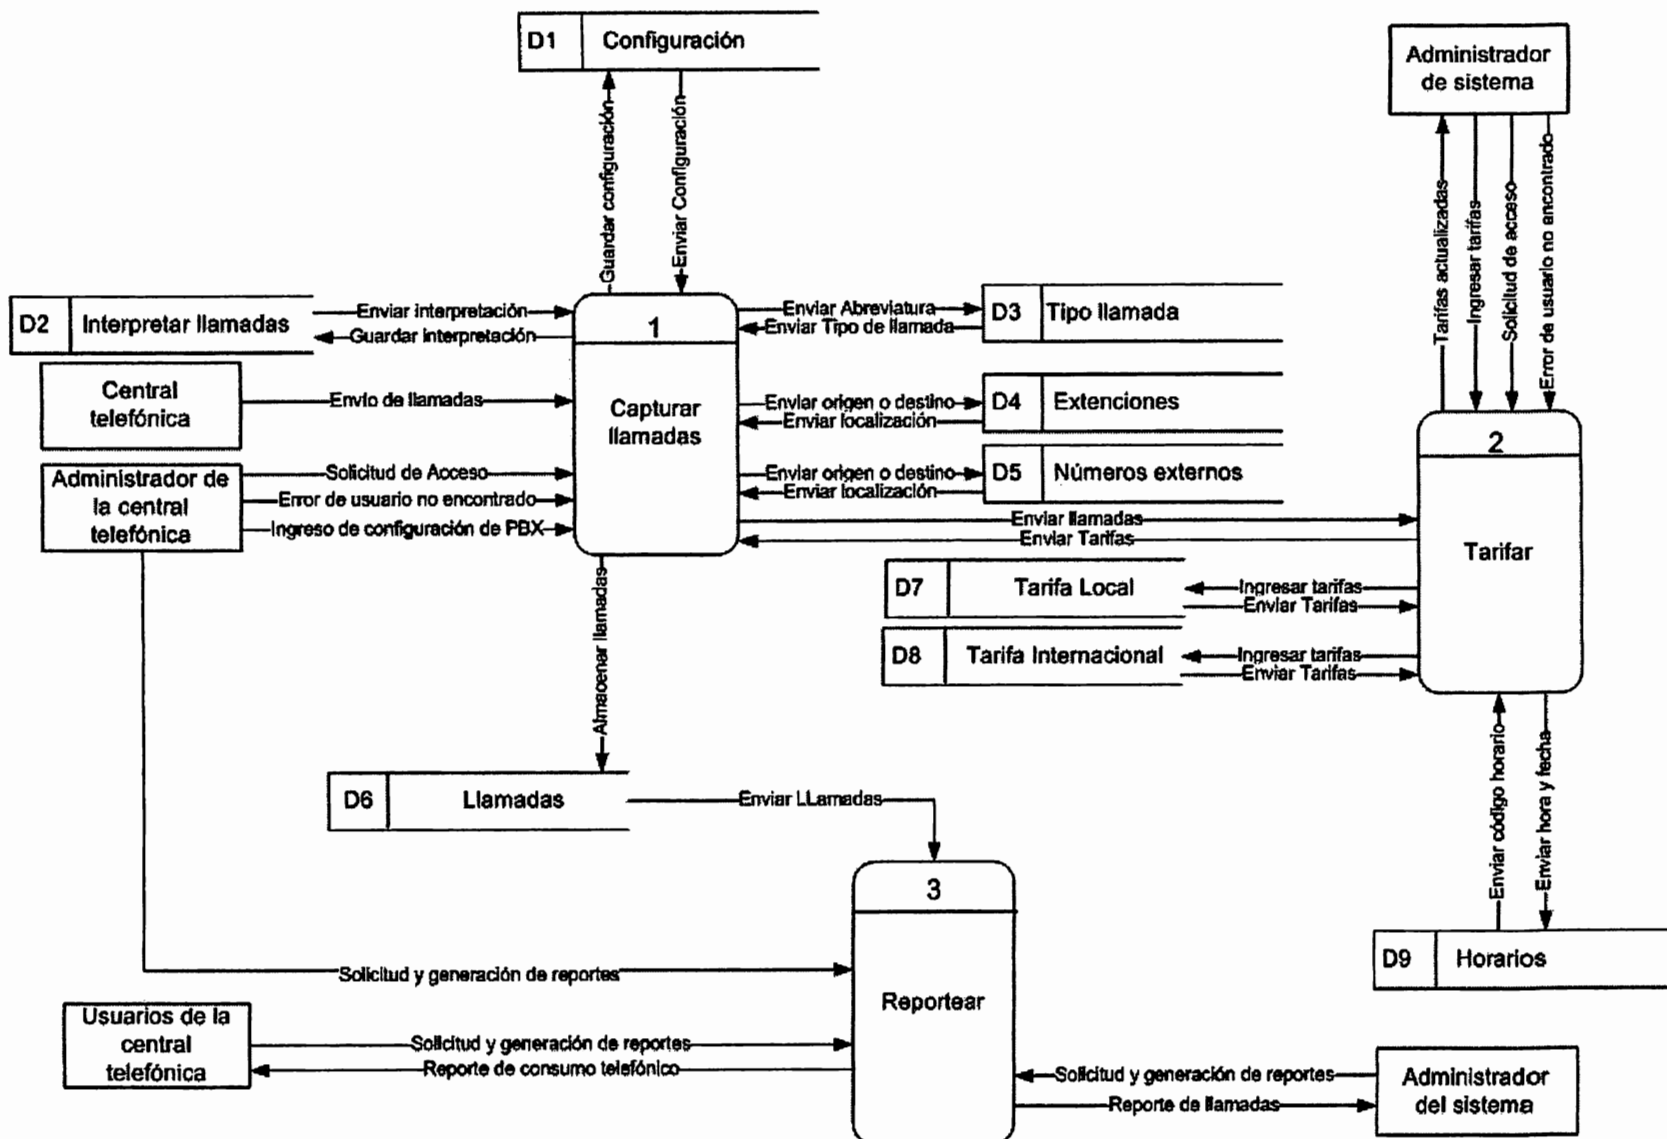 D1 Configuración
Administrador
de sistema
Guardar configuración
Enviar Configuración
Tarifas actualizadas
Ingresar tarifas
Solicitud de acceso
Error de usuario no encontrado
D2 Interpretar llamadas
Enviar interpretación
Guardar interpretación
1
Capturar
llamadas
Enviar Abreviatura
Enviar Tipo de llamada
D3 Tipo llamada
Central
telefónica
Envío de llamadas
Enviar origen o destino
Enviar localización
D4 Extenciones
Administrador de
la central
telefónica
Solicitud de Acceso
Error de usuario no encontrado
Ingreso de configuración de PBX
Enviar origen o destino
Enviar localización
D5 Números externos
Enviar llamadas
Enviar Tarifas
2
Tarifar
D7 Tarifa Local
Ingresar tarifas
Enviar Tarifas
D8 Tarifa Internacional
Ingresar tarifas
Enviar Tarifas
Almacenar llamadas
Enviar código horario
Enviar hora y fecha
D6 Llamadas
Enviar LLamadas
3
Reportear
D9 Horarios
Solicitud y generación de reportes
Usuarios de la
central
telefónica
Solicitud y generación de reportes
Reporte de consumo telefónico
Solicitud y generación de reportes
Reporte de llamadas
Administrador
del sistema